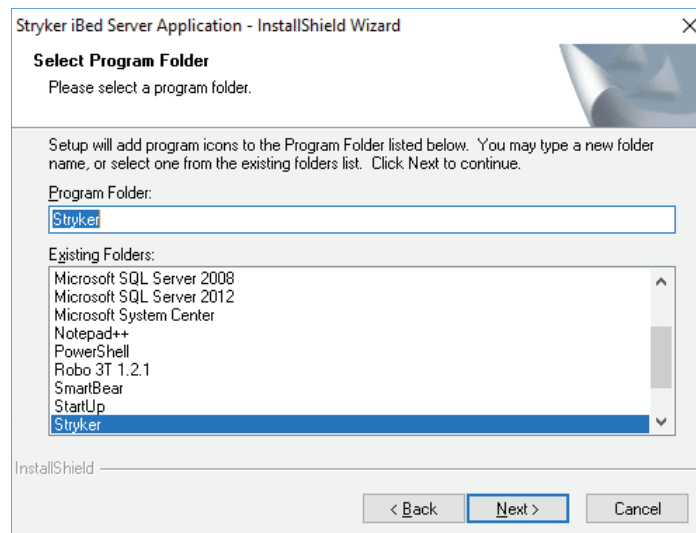 Stryker iBed Server Application - InstallShield Wizard
Select Program Folder
Please select a program folder.
Setup will add program icons to the Program Folder listed below. You may type a new folder
name, or select one from the existing folders list. Click Next to continue.
Program Folder:
Stryker
Existing Folders:
Microsoft SQL Server 2008
Microsoft SQL Server 2012
Microsoft System Center
Notepad++
PowerShell
Robo 3T 1.2.1
SmartBear
StartUp
Stryker
InstallShield
< Back Next > Cancel